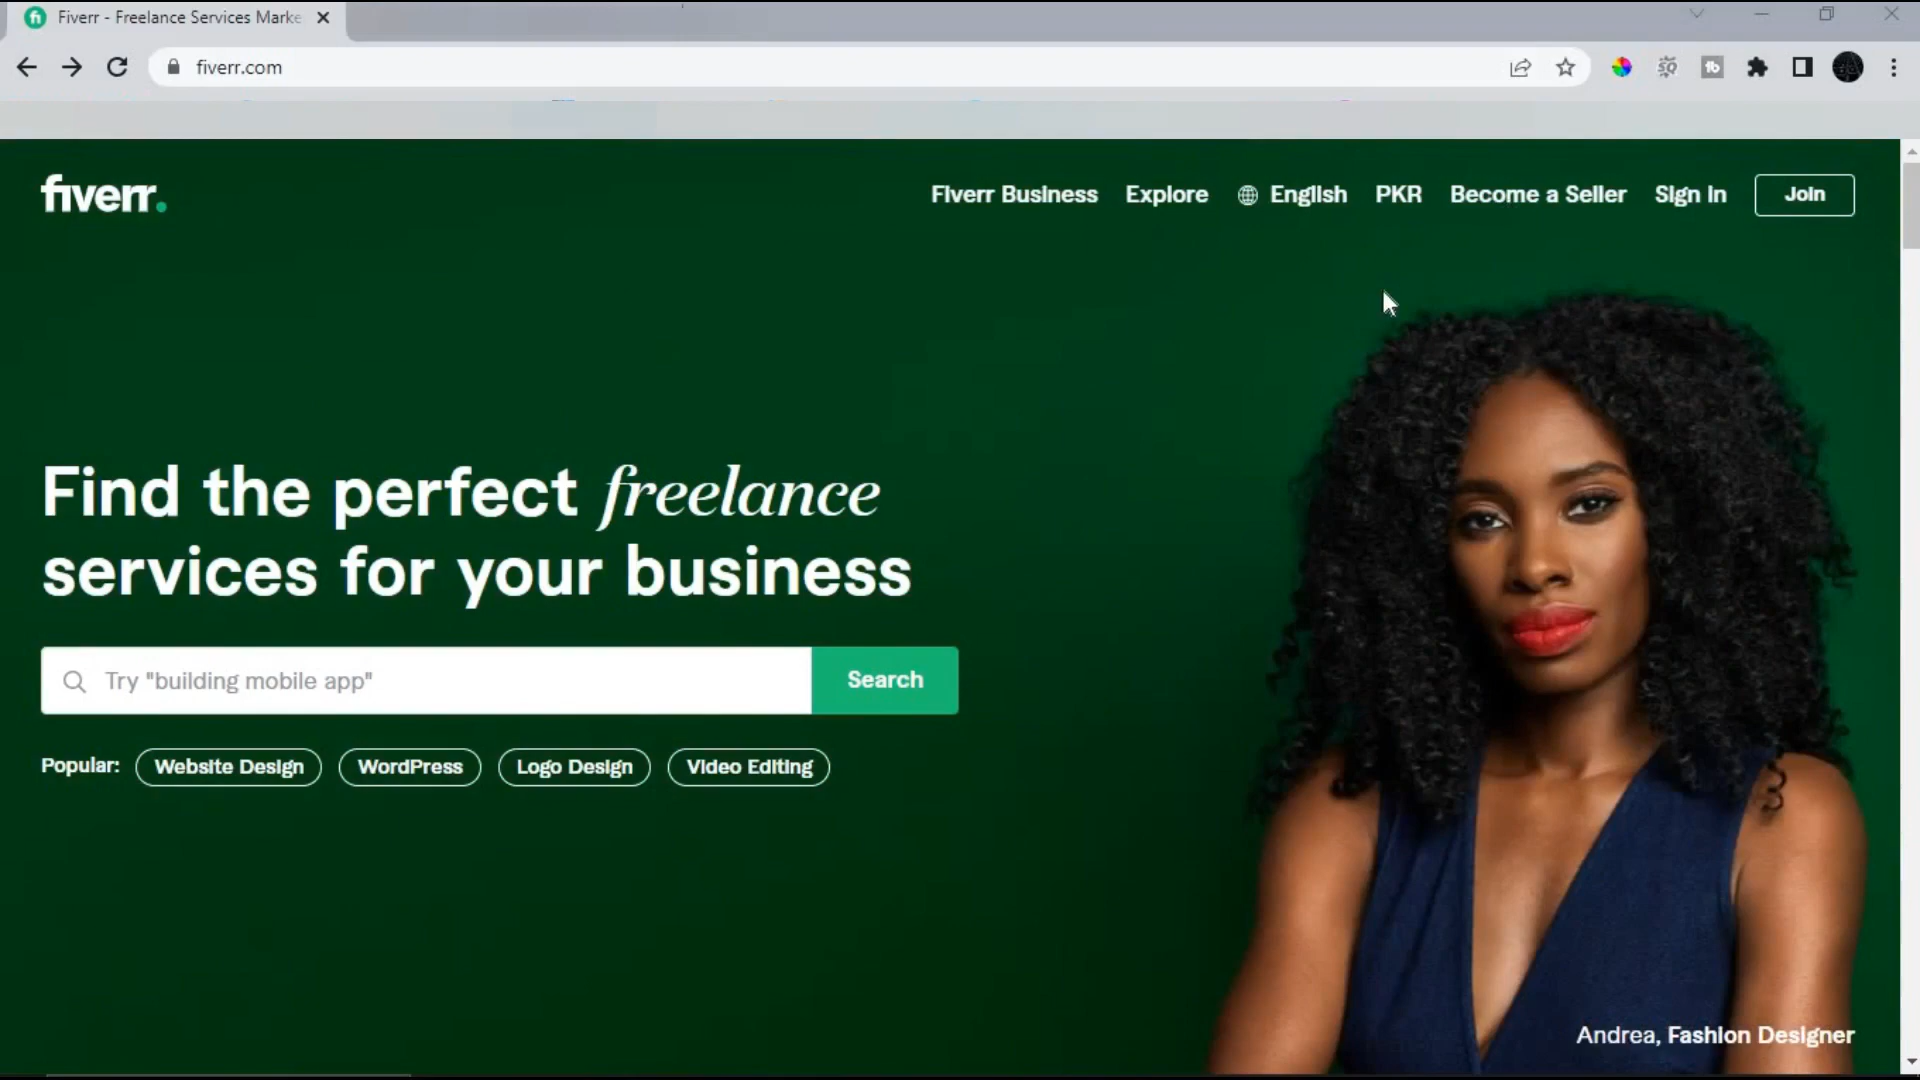 Fiverr - Freelance Services Marke
fiverr.com
fiverr.
Fiverr Business
Explore
English
PKR
Become a Seller
Sign In
Join
Find the perfect freelance
services for your business
Try "building mobile app"
Search
Popular:
Website Design
WordPress
Logo Design
Video Editing
Andrea, Fashion Designer